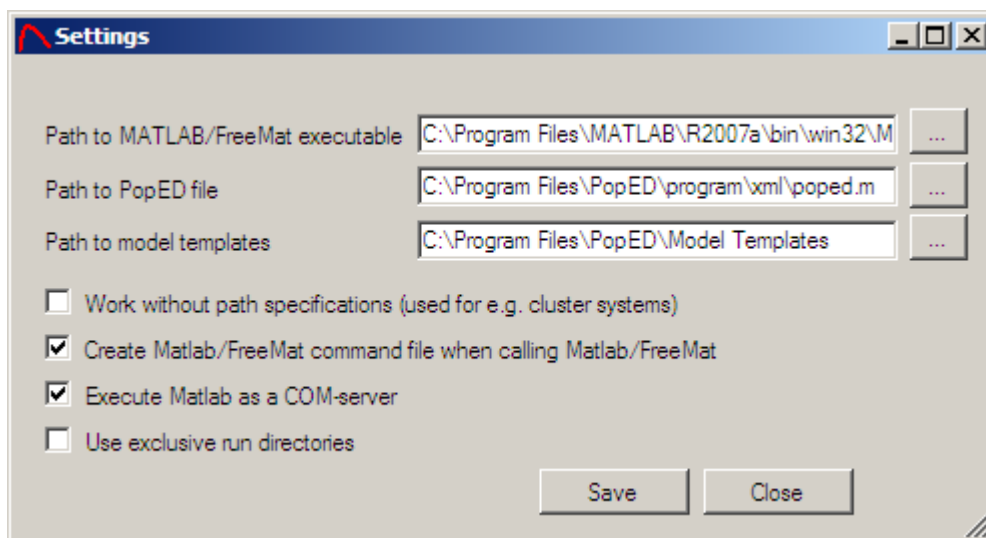 Settings
Path to MATLAB/FreeMat executable C:\Program Files\MATLAB\R2007a\bin\win32\M ...
Path to PopED file C:\Program Files\PopED\program\xml\poped.m ...
Path to model templates C:\Program Files\PopED\Model Templates ...
Work without path specifications (used for e.g. cluster systems)
Create Matlab/FreeMat command file when calling Matlab/FreeMat
Execute Matlab as a COM-server
Use exclusive run directories
Save Close